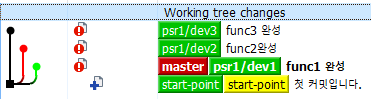 Working tree changes
psr1/dev3 func3 완성
psr1/dev2 func2완성
master psr1/dev1 func1 완성
start-point start-point 첫 커밋입니다.